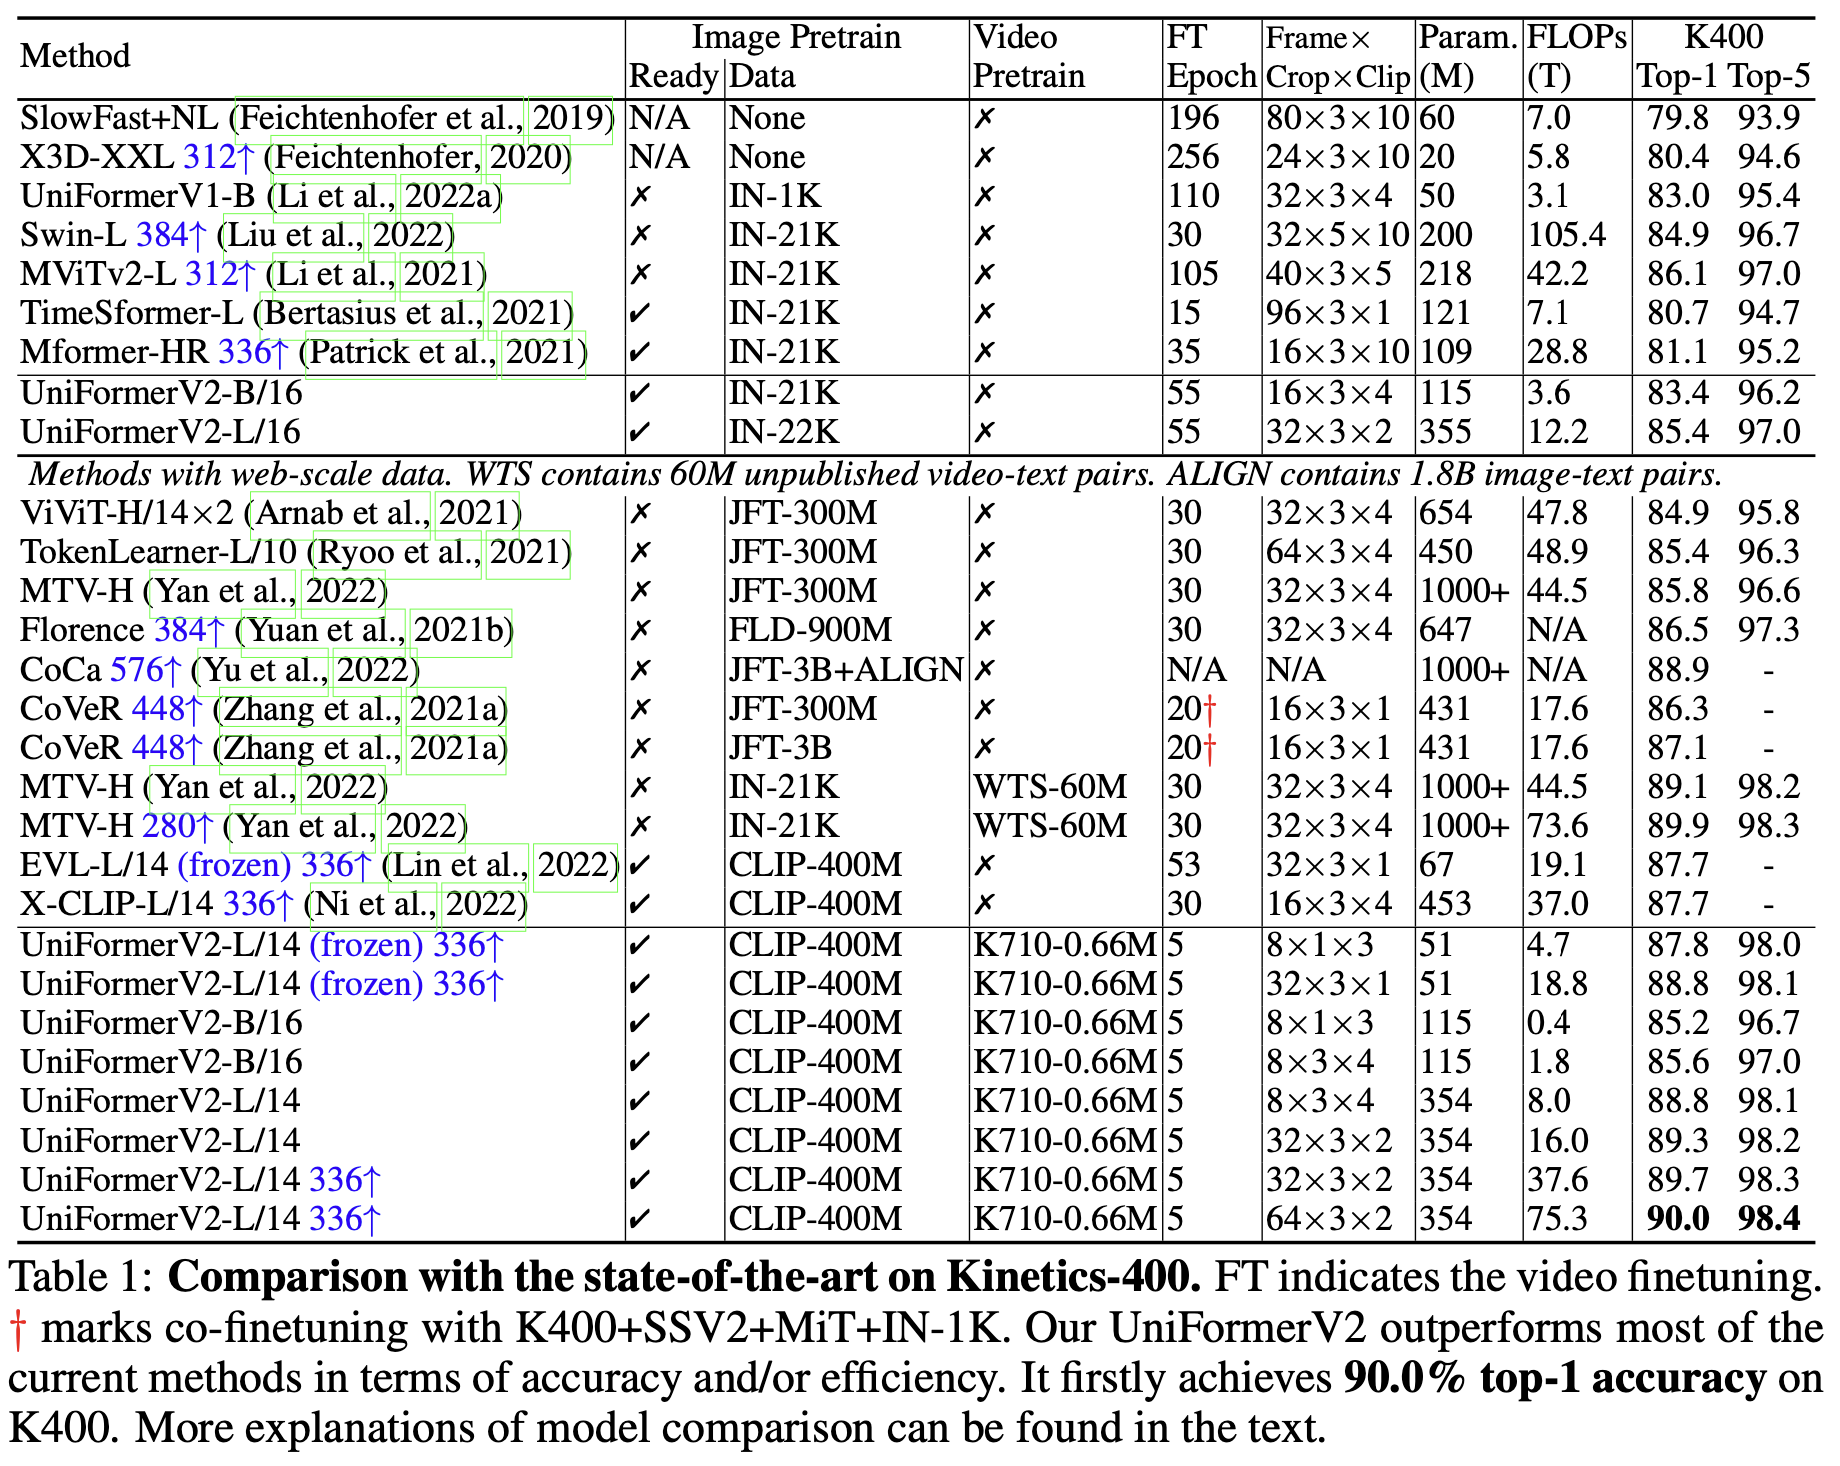 Method Image Pretrain Video FT Frame× Param. FLOPs K400
Ready Data Pretrain Epoch Crop×Clip (M) (T) Top-1 Top-5
SlowFast+NL (Feichtenhofer et al., 2019) N/A None ✗ 196 80×3×10 60 7.0 79.8 93.9
X3D-XXL 312↑ (Feichtenhofer, 2020) N/A None ✗ 256 24×3×10 20 5.8 80.4 94.6
UniFormerV1-B (Li et al., 2022a) ✗ IN-1K ✗ 110 32×3×4 50 3.1 83.0 95.4
Swin-L 384↑ (Liu et al., 2022) ✗ IN-21K ✗ 30 32×5×10 200 105.4 84.9 96.7
MViTv2-L 312↑ (Li et al., 2021) ✗ IN-21K ✗ 105 40×3×5 218 42.2 86.1 97.0
TimeSformer-L (Bertasius et al., 2021) ✔ IN-21K ✗ 15 96×3×1 121 7.1 80.7 94.7
Mformer-HR 336↑ (Patrick et al., 2021) ✔ IN-21K ✗ 35 16×3×10 109 28.8 81.1 95.2
UniFormerV2-B/16 ✔ IN-21K ✗ 55 16×3×4 115 3.6 83.4 96.2
UniFormerV2-L/16 ✔ IN-22K ✗ 55 32×3×2 355 12.2 85.4 97.0
Methods with web-scale data. WTS contains 60M unpublished video-text pairs. ALIGN contains 1.8B image-text pairs.
ViViT-H/14×2 (Arnab et al., 2021) ✗ JFT-300M ✗ 30 32×3×4 654 47.8 84.9 95.8
TokenLearner-L/10 (Ryoo et al., 2021) ✗ JFT-300M ✗ 30 64×3×4 450 48.9 85.4 96.3
MTV-H (Yan et al., 2022) ✗ JFT-300M ✗ 30 32×3×4 1000+ 44.5 85.8 96.6
Florence 384↑ (Yuan et al., 2021b) ✗ FLD-900M ✗ 30 32×3×4 647 N/A 86.5 97.3
CoCa 576↑ (Yu et al., 2022) ✗ JFT-3B+ALIGN ✗ N/A N/A 1000+ N/A 88.9 -
CoVeR 448↑ (Zhang et al., 2021a) ✗ JFT-300M ✗ 20† 16×3×1 431 17.6 86.3 -
CoVeR 448↑ (Zhang et al., 2021a) ✗ JFT-3B ✗ 20† 16×3×1 431 17.6 87.1 -
MTV-H (Yan et al., 2022) ✗ IN-21K WTS-60M 30 32×3×4 1000+ 44.5 89.1 98.2
MTV-H 280↑ (Yan et al., 2022) ✗ IN-21K WTS-60M 30 32×3×4 1000+ 73.6 89.9 98.3
EVL-L/14 (frozen) 336↑ (Lin et al., 2022) ✔ CLIP-400M ✗ 53 32×3×1 67 19.1 87.7 -
X-CLIP-L/14 336↑ (Ni et al., 2022) ✔ CLIP-400M ✗ 30 16×3×4 453 37.0 87.7 -
UniFormerV2-L/14 (frozen) 336↑ ✔ CLIP-400M K710-0.66M 5 8×1×3 51 4.7 87.8 98.0
UniFormerV2-L/14 (frozen) 336↑ ✔ CLIP-400M K710-0.66M 5 32×3×1 51 18.8 88.8 98.1
UniFormerV2-B/16 ✔ CLIP-400M K710-0.66M 5 8×1×3 115 0.4 85.2 96.7
UniFormerV2-B/16 ✔ CLIP-400M K710-0.66M 5 8×3×4 115 1.8 85.6 97.0
UniFormerV2-L/14 ✔ CLIP-400M K710-0.66M 5 8×3×4 354 8.0 88.8 98.1
UniFormerV2-L/14 ✔ CLIP-400M K710-0.66M 5 32×3×2 354 16.0 89.3 98.2
UniFormerV2-L/14 336↑ ✔ CLIP-400M K710-0.66M 5 32×3×2 354 37.6 89.7 98.3
UniFormerV2-L/14 336↑ ✔ CLIP-400M K710-0.66M 5 64×3×2 354 75.3 90.0 98.4
Table 1: Comparison with the state-of-the-art on Kinetics-400. FT indicates the video finetuning.
† marks co-finetuning with K400+SSV2+MiT+IN-1K. Our UniFormerV2 outperforms most of the
current methods in terms of accuracy and/or efficiency. It firstly achieves 90.0% top-1 accuracy on
K400. More explanations of model comparison can be found in the text.